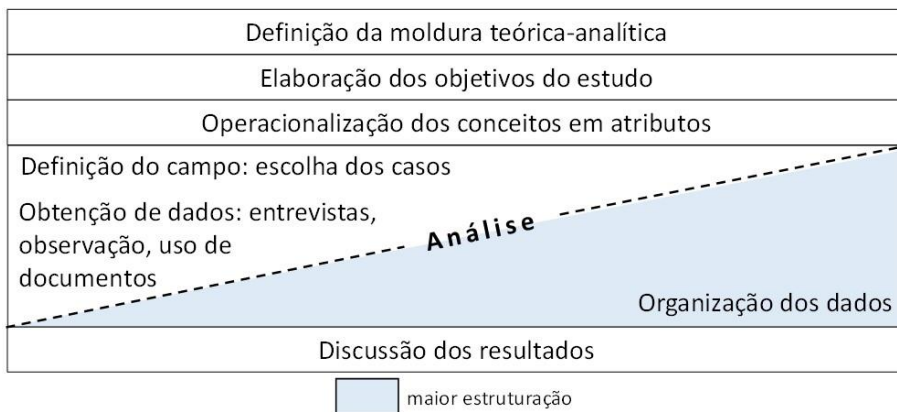 Definição da moldura teórica-analítica
Elaboração dos objetivos do estudo
Operacionalização dos conceitos em atributos
Definição do campo: escolha dos casos
Obtenção de dados: entrevistas,
observação, uso de
documentos
Análise
Organização dos dados
Discussão dos resultados
maior estruturação